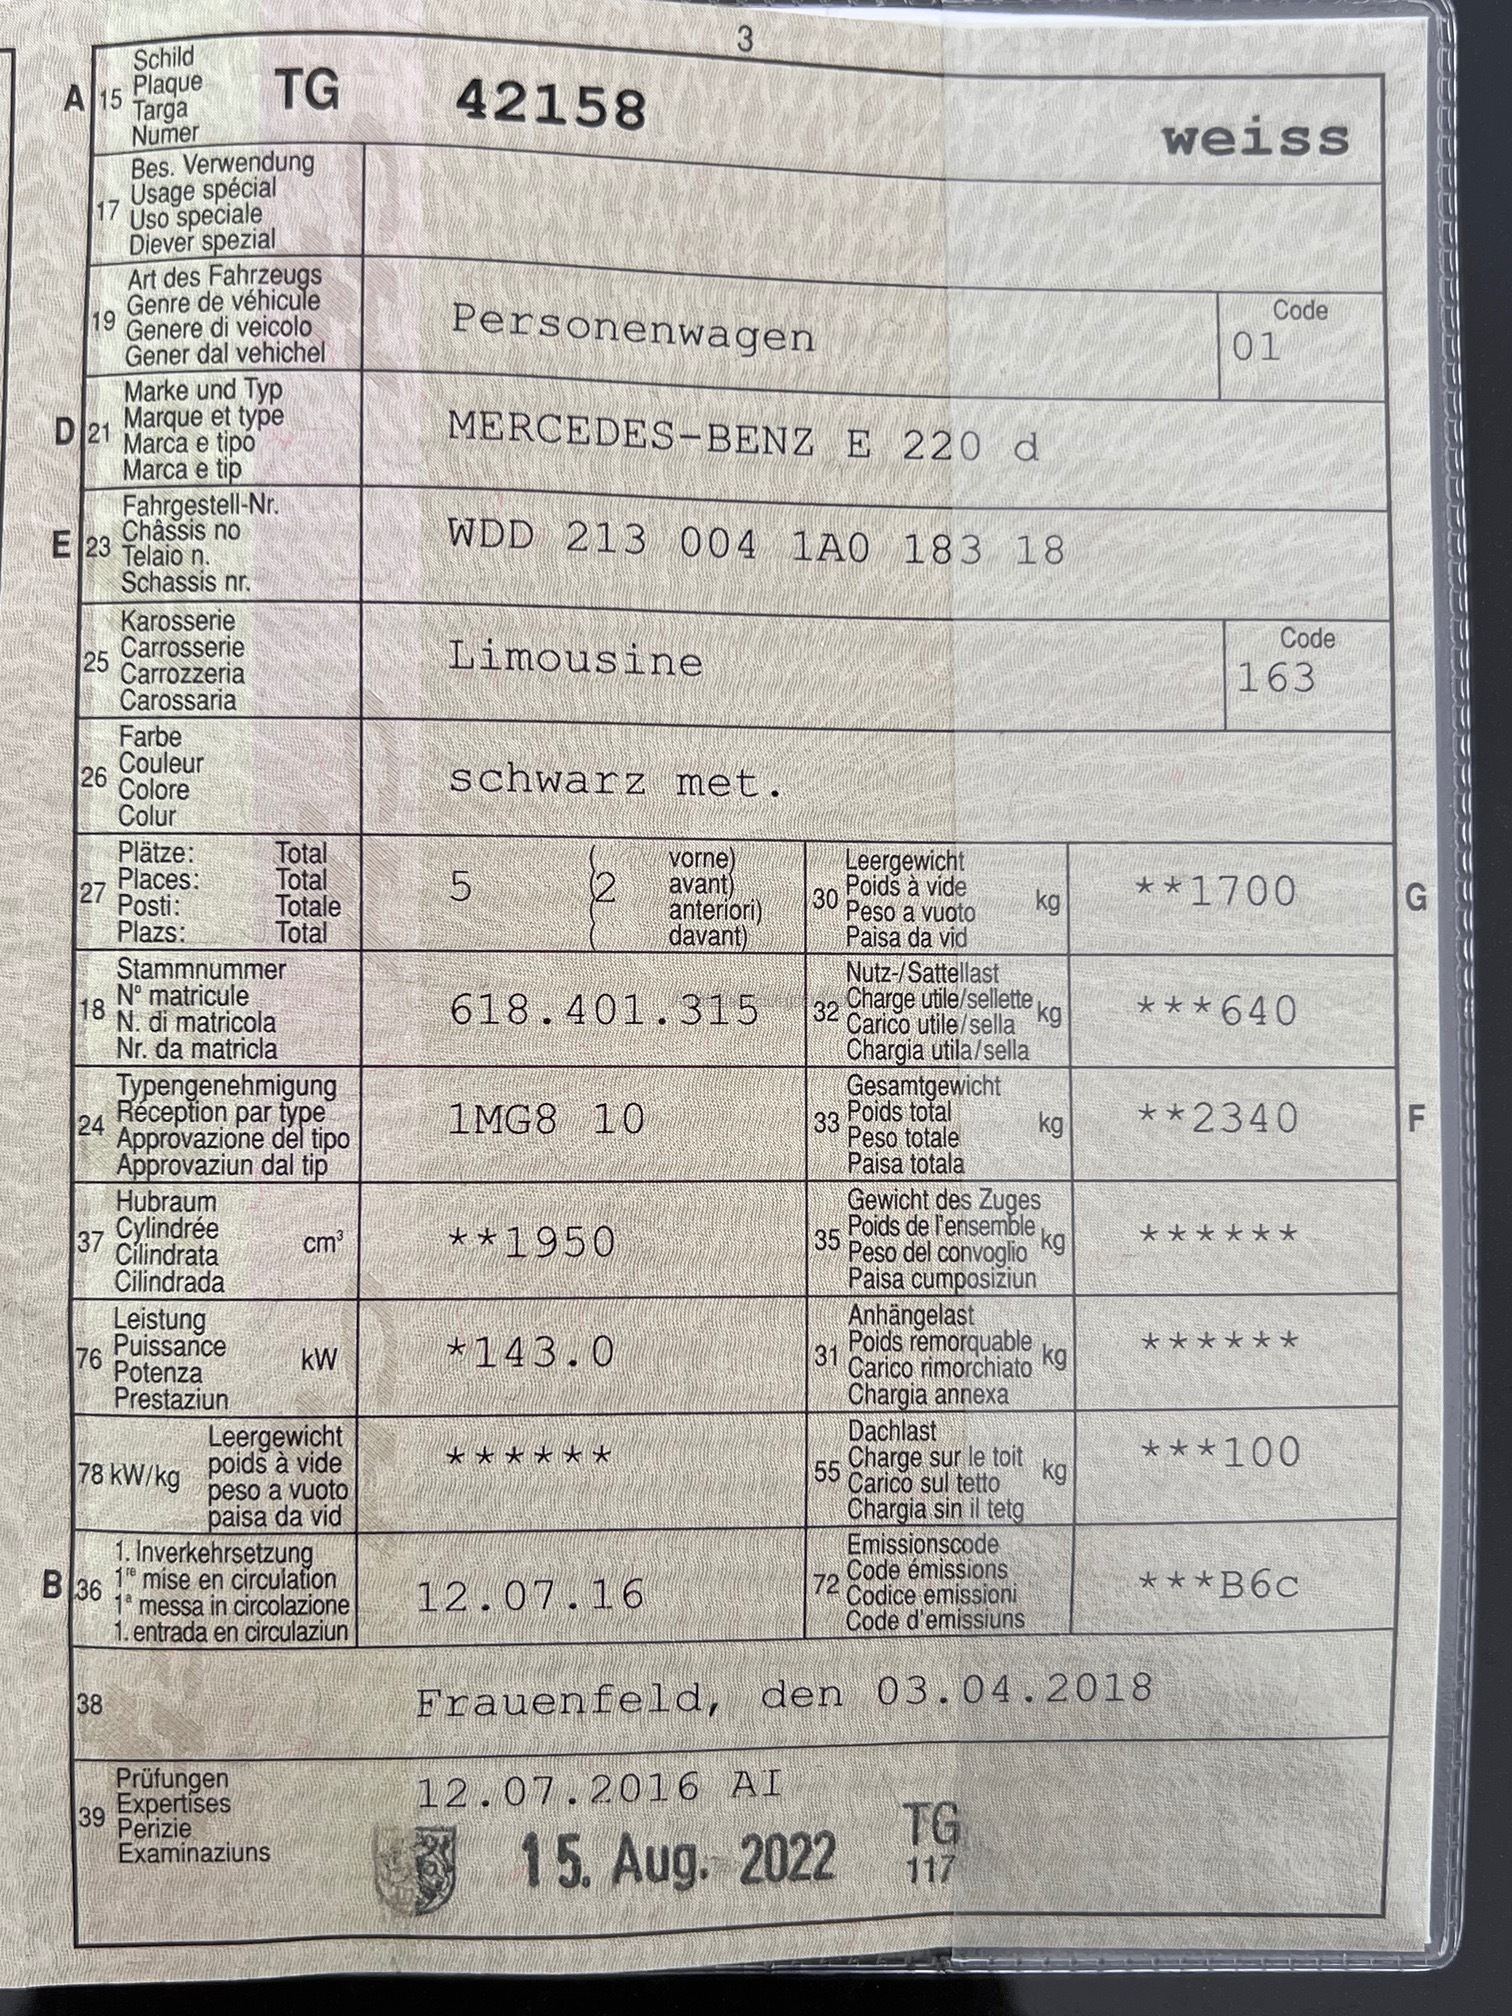 3
A 15 Schild
Plaque
Targa
Numer
TG 42158 weiss
17 Bes. Verwendung
Usage spécial
Uso speciale
Diever spezial
19 Art des Fahrzeugs
Genre de véhicule
Genere di veicolo
Gener dal vehichel
Personenwagen
Code
01
D 21 Marke und Typ
Marque et type
Marca e tipo
Marca e tip
MERCEDES-BENZ E 220 d
E 23 Fahrgestell-Nr.
Châssis no
Telaio n.
Schassis nr.
WDD 213 004 1A0 183 18
25 Karosserie
Carrosserie
Carrozzeria
Carossaria
Limousine
Code
163
26 Farbe
Couleur
Colore
Colur
schwarz met.
27 Plätze: Total
Places: Total
Posti: Totale
Plazs: Total
5 (2 vorne)
avant)
anteriori)
davant)
30 Leergewicht
Poids à vide
Peso a vuoto
Paisa da vid
kg **1700 G
18 Stammnummer
N° matricule
N. di matricola
Nr. da matricla
618.401.315
32 Nutz-/Sattellast
Charge utile/sellette
Carico utile/sella
Chargia utila/sella
kg ***640
24 Typengenehmigung
Réception par type
Approvazione del tipo
Approvaziun dal tip
1MG8 10
33 Gesamtgewicht
Poids total
Peso totale
Paisa totala
kg **2340 F
37 Hubraum
Cylindrée
Cilindrata
Cilindrada
cm³ **1950
35 Gewicht des Zuges
Poids de l'ensemble
Peso del convoglio
Paisa cumposiziun
kg ******
76 Leistung
Puissance
Potenza
Prestaziun
kW *143.0
31 Anhängelast
Poids remorquable
Carico rimorchiato
Chargia annexa
kg ******
78 kW/kg Leergewicht
poids à vide
peso a vuoto
paisa da vid
******
55 Dachlast
Charge sur le toit
Carico sul tetto
Chargia sin il tetg
kg ***100
B 36 1. Inverkehrsetzung
1re mise en circulation
1a messa in circolazione
1. entrada en circulaziun
12.07.16
72 Emissionscode
Code émissions
Codice emissioni
Code d'emissiuns
***B6c
38 Frauenfeld, den 03.04.2018
39 Prüfungen
Expertises
Perizie
Examinaziuns
12.07.2016 AI
15. Aug. 2022 TG
117